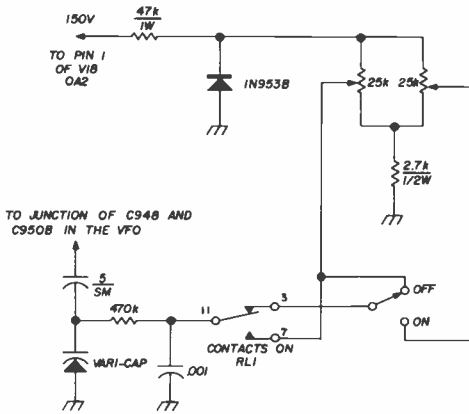 150V
47k
1W
TO PIN 1
OF V18
OA2
1N953B
25k
25k
2.7k
1/2W
TO JUNCTION OF C948 AND
C950B IN THE VFO
5
SM
470k
11
3
OFF
7
ON
CONTACTS ON
RL1
VARI-CAP
.001